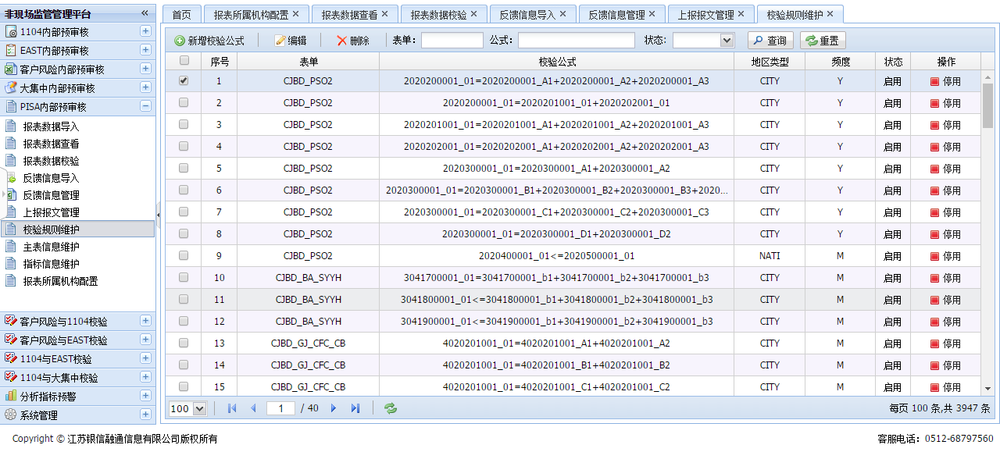 非现场监管管理平台
1104内部预审核
EAST内部预审核
客户风险内部预审核
大集中内部预审核
PISA内部预审核
报表数据导入
报表数据查看
报表数据校验
反馈信息导入
反馈信息管理
上报报文管理
校验规则维护
主表信息维护
指标信息维护
报表所属机构配置
客户风险与1104校验
客户风险与EAST校验
1104与EAST校验
1104与大集中校验
分析指标预警
系统管理
首页 报表所属机构配置 报表数据查看 报表数据校验 反馈信息导入 反馈信息管理 上报报文管理 校验规则维护
新增校验公式 编辑 删除 表单: 公式: 状态: 查询 重置
序号 表单 校验公式 地区类型 频度 状态 操作
1 CJBD_PSO2 2020200001_01=2020200001_A1+2020200001_A2+2020200001_A3 CITY Y 启用 停用
2 CJBD_PSO2 2020200001_01=2020201001_01+2020202001_01 CITY Y 启用 停用
3 CJBD_PSO2 2020201001_01=2020201001_A1+2020201001_A2+2020201001_A3 CITY Y 启用 停用
4 CJBD_PSO2 2020202001_01=2020202001_A1+2020202001_A2+2020202001_A3 CITY Y 启用 停用
5 CJBD_PSO2 2020300001_01=2020300001_A1+2020300001_A2 CITY Y 启用 停用
6 CJBD_PSO2 2020300001_01=2020300001_B1+2020300001_B2+2020300001_B3+2020... CITY Y 启用 停用
7 CJBD_PSO2 2020300001_01=2020300001_C1+2020300001_C2+2020300001_C3 CITY Y 启用 停用
8 CJBD_PSO2 2020300001_01=2020300001_D1+2020300001_D2 CITY Y 启用 停用
9 CJBD_PSO2 2020400001_01<=2020500001_01 NATI M 启用 停用
10 CJBD_BA_SYYH 3041700001_01=3041700001_b1+3041700001_b2+3041700001_b3 CITY M 启用 停用
11 CJBD_BA_SYYH 3041800001_01<=3041800001_b1+3041800001_b2+3041800001_b3 CITY M 启用 停用
12 CJBD_BA_SYYH 3041900001_01<=3041900001_b1+3041900001_b2+3041900001_b3 CITY M 启用 停用
13 CJBD_GJ_CFC_CB 4020201001_01=4020201001_A1+4020201001_A2 CITY M 启用 停用
14 CJBD_GJ_CFC_CB 4020201001_01=4020201001_B1+4020201001_B2 CITY M 启用 停用
15 CJBD_GJ_CFC_CB 4020201001_01=4020201001_C1+4020201001_C2 CITY M 启用 停用
100 1 / 40 每页 100 条,共 3947 条
Copyright © 江苏银信融通信息有限公司版权所有 客服电话：0512-68797560